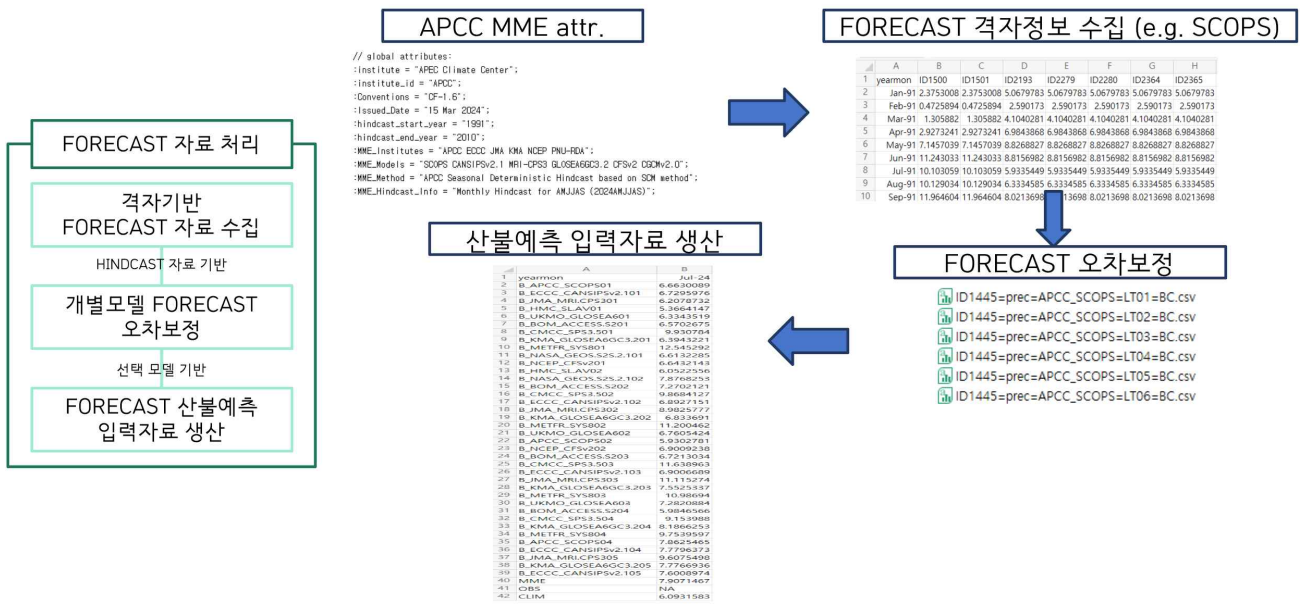 FORECAST 자료 처리
격자기반
FORECAST 자료 수집
HINDCAST 자료 기반
개별모델 FORECAST
오차보정
선택 모델 기반
FORECAST 산불예측
입력자료 생산
APCC MME attr.
// global attributes:
:institute = "APEC Climate Center";
:institute_id = "APCC";
:Conventions = "CF-1.6";
:Issued_Date = "15 Mar 2024";
:hindcast_start_year = "1991";
:hindcast_end_year = "2010";
:MME_Institutes = "APCC ECCC JMA KMA NCEP PNU-RDA";
:MME_Models = "SCOPS CANSIPSv2.1 MRI-CPS3 GLOSEA6GC3.2 CFSv2 CGCMv2.0";
:MME_Method = "APCC Seasonal Deterministic Hindcast based on SCM method";
:MME_Hindcast_Info = "Monthly Hindcast for AMJJAS (2024AMJJAS)";
FORECAST 격자정보 수집 (e.g. SCOPS)
A B C D E F G H
1 yearmon ID1500 ID1501 ID2193 ID2279 ID2280 ID2364 ID2365
2 Jan-91 2.3753008 2.3753008 5.0679783 5.0679783 5.0679783 5.0679783 5.0679783
3 Feb-91 0.4725894 0.4725894 2.590173 2.590173 2.590173 2.590173 2.590173
4 Mar-91 1.305882 1.305882 4.1040281 4.1040281 4.1040281 4.1040281 4.1040281
5 Apr-91 2.9273241 2.9273241 6.9843868 6.9843868 6.9843868 6.9843868 6.9843868
6 May-91 7.1457039 7.1457039 8.8268827 8.8268827 8.8268827 8.8268827 8.8268827
7 Jun-91 11.243033 11.243033 8.8156982 8.8156982 8.8156982 8.8156982 8.8156982
8 Jul-91 10.103059 10.103059 5.9335449 5.9335449 5.9335449 5.9335449 5.9335449
9 Aug-91 10.129034 10.129034 6.3334585 6.3334585 6.3334585 6.3334585 6.3334585
10 Sep-91 11.964604 11.964604 8.0213698 8.0213698 8.0213698 8.0213698
FORECAST 오차보정
ID1445=prec=APCC_SCOPS=LT01=BC.csv
ID1445=prec=APCC_SCOPS=LT02=BC.csv
ID1445=prec=APCC_SCOPS=LT03=BC.csv
ID1445=prec=APCC_SCOPS=LT04=BC.csv
ID1445=prec=APCC_SCOPS=LT05=BC.csv
ID1445=prec=APCC_SCOPS=LT06=BC.csv
산불예측 입력자료 생산
A B
1 yearmon Jul-24
2 B_APCC_SCOPS01 6.6630089
3 B_ECCC_CANSIPSv2.101 6.7295976
4 B_JMA_MRI.CPS301 6.2078732
5 B_HMC_SLAV01 5.3664147
6 B_UKMO_GLOSEA601 6.3343519
7 B_BOM_ACCESS.S201 6.5702675
8 B_CMCC_SPS3.501 9.930784
9 B_KMA_GLOSEA6GC3.201 6.3943221
10 B_METFR_SYS801 12.545292
11 B_NASA_GEOS.S2S.2.101 6.6132285
12 B_NCEP_CFSv201 6.6432143
13 B_HMC_SLAV02 6.0522556
14 B_NASA_GEOS.S2S.2.102 7.8768253
15 B_BOM_ACCESS.S202 7.2702121
16 B_CMCC_SPS3.502 9.8684127
17 B_ECCC_CANSIPSv2.102 6.8927151
18 B_JMA_MRI.CPS302 8.9825777
19 B_KMA_GLOSEA6GC3.202 6.833691
20 B_METFR_SYS802 11.200462
21 B_UKMO_GLOSEA602 6.7605424
22 B_APCC_SCOPS02 5.9302781
23 B_NCEP_CFSv202 6.9009238
24 B_BOM_ACCESS.S203 6.7213034
25 B_CMCC_SPS3.503 11.638963
26 B_ECCC_CANSIPSv2.103 6.9006689
27 B_JMA_MRI.CPS303 11.115274
28 B_KMA_GLOSEA6GC3.203 7.5525337
29 B_METFR_SYS803 10.98694
30 B_UKMO_GLOSEA603 7.2820884
31 B_BOM_ACCESS.S204 5.9846566
32 B_CMCC_SPS3.504 9.153988
33 B_KMA_GLOSEA6GC3.204 8.1866253
34 B_METFR_SYS804 9.7539597
35 B_APCC_SCOPS04 7.8625465
36 B_ECCC_CANSIPSv2.104 7.7796373
37 B_JMA_MRI.CPS305 9.6075498
38 B_KMA_GLOSEA6GC3.205 7.7766936
39 B_ECCC_CANSIPSv2.105 7.6008974
40 MME 7.9071467
41 OBS NA
42 CLIM 6.0931583